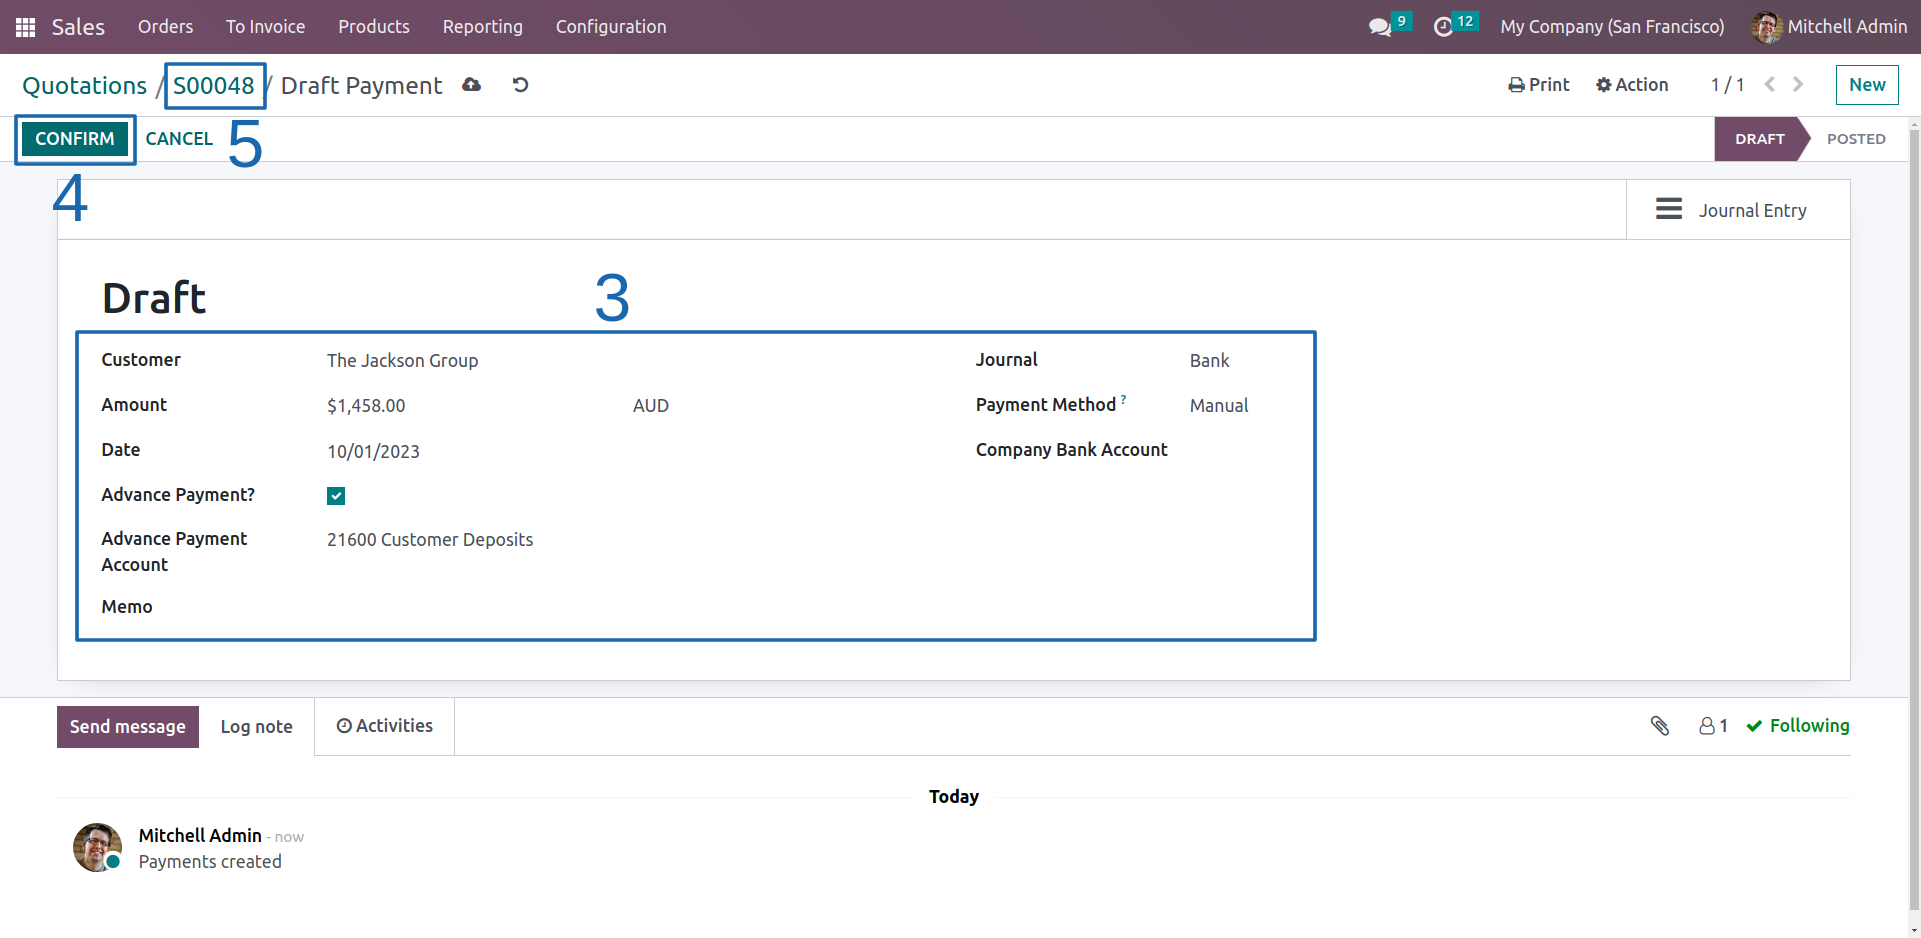 Sales Orders To Invoice Products Reporting Configuration 9 12 My Company (San Francisco) Mitchell Admin
Quotations / S00048 / Draft Payment Print Action 1 / 1 New
CONFIRM CANCEL 5 DRAFT POSTED
4
Journal Entry
Draft 3
Customer The Jackson Group Journal Bank
Amount $1,458.00 AUD Payment Method ? Manual
Date 10/01/2023 Company Bank Account
Advance Payment?
Advance Payment Account 21600 Customer Deposits
Memo
Send message Log note Activities 1 Following
Today
Mitchell Admin - now
Payments created